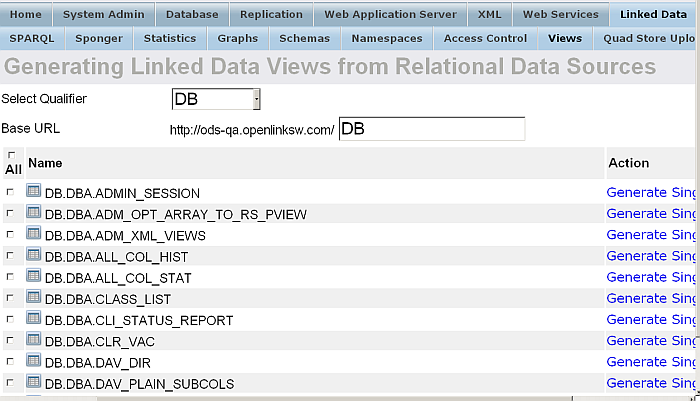 Home System Admin Database Replication Web Application Server XML Web Services Linked Data
SPARQL Sponger Statistics Graphs Schemas Namespaces Access Control Views Quad Store Uplo
Generating Linked Data Views from Relational Data Sources
Select Qualifier DB
Base URL http://ods-qa.openlinksw.com/ DB
All Name Action
DB.DBA.ADMIN_SESSION Generate Sing
DB.DBA.ADM_OPT_ARRAY_TO_RS_PVIEW Generate Sing
DB.DBA.ADM_XML_VIEWS Generate Sing
DB.DBA.ALL_COL_HIST Generate Sing
DB.DBA.ALL_COL_STAT Generate Sing
DB.DBA.CLASS_LIST Generate Sing
DB.DBA.CLI_STATUS_REPORT Generate Sing
DB.DBA.CLR_VAC Generate Sing
DB.DBA.DAV_DIR Generate Sing
DB.DBA.DAV_PLAIN_SUBCOLS Generate Sing